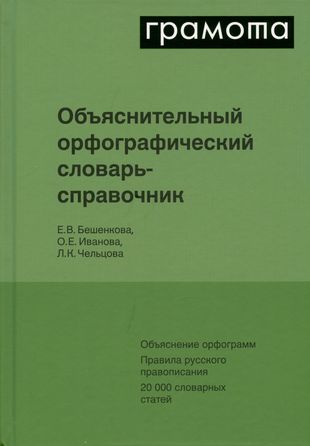 грамота
Объяснительный
орфографический
словарь-
справочник
Е.В. Бешенкова,
О.Е. Иванова,
Л.К. Чельцова
Объяснение орфограмм
Правила русского
правописания
20 000 словарных
статей